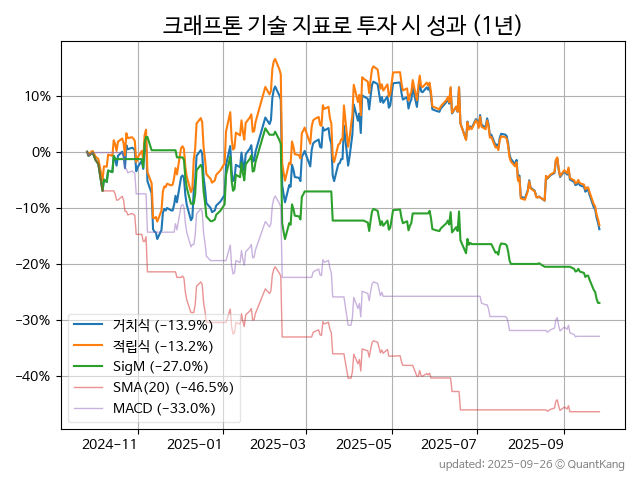 크래프톤 기술 지표로 투자 시 성과 (1년)
10%
0%
−10%
−20%
−30%
−40%
거치식 (−13.9%)
적립식 (−13.2%)
SigM (−27.0%)
SMA(20) (−46.5%)
MACD (−33.0%)
2024-11 2025-01 2025-03 2025-05 2025-07 2025-09
updated: 2025-09-26 © QuantKang